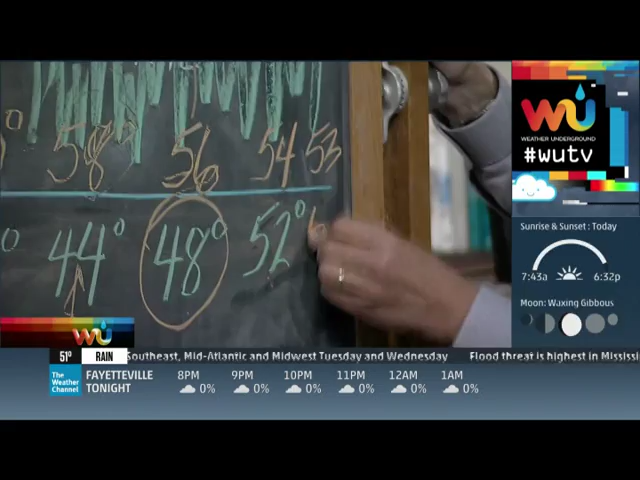 58 56 54 53
44° 48° 52°
WU
WEATHER UNDERGROUND
#wutv
Sunrise & Sunset : Today
7:43a 6:32p
Moon: Waxing Gibbous
WU
51° RAIN Southeast, Mid-Atlantic and Midwest Tuesday and Wednesday Flood threat is highest in Mississi
The Weather Channel
FAYETTEVILLE TONIGHT
8PM 9PM 10PM 11PM 12AM 1AM
0% 0% 0% 0% 0% 0%